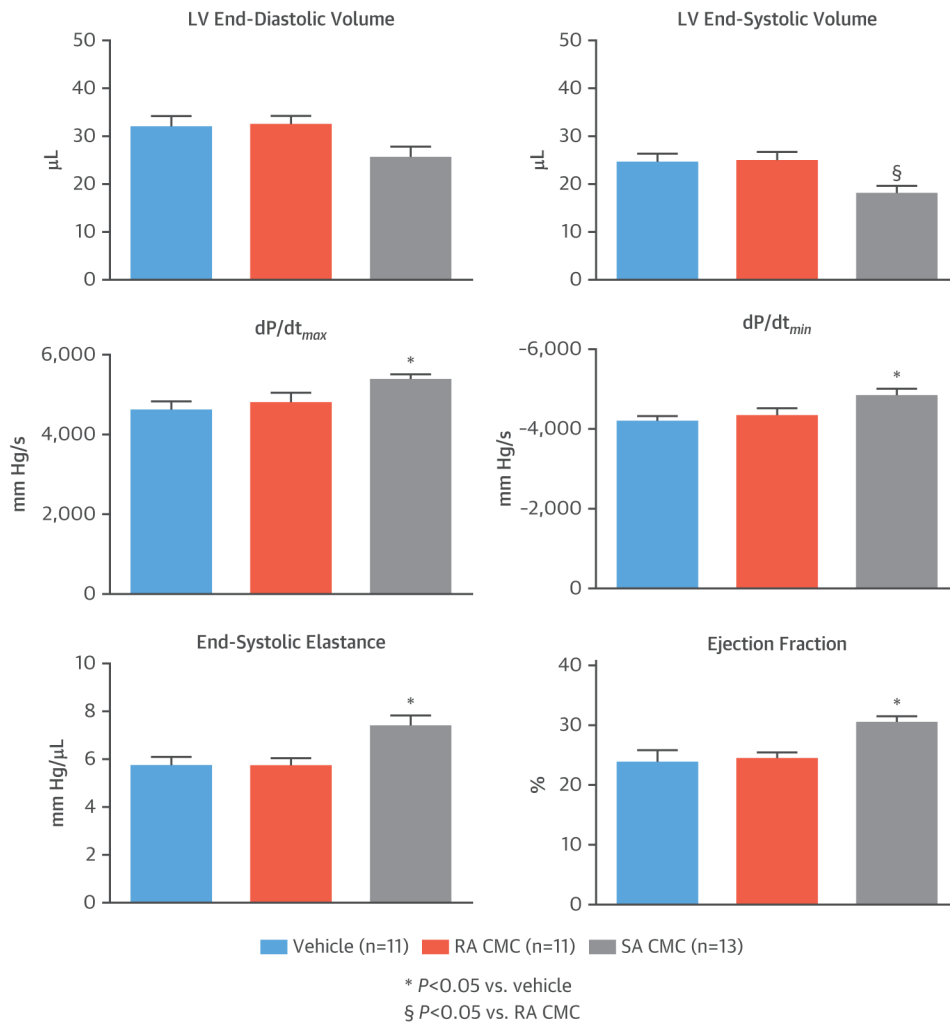 LV End-Diastolic Volume
50
40
30
20
10
0
µL
LV End-Systolic Volume
50
40
30
20
10
0
µL
§
dP/dtmax
6,000
4,000
2,000
0
mm Hg/s
*
dP/dtmin
-6,000
-4,000
-2,000
0
mm Hg/s
*
End-Systolic Elastance
10
8
6
4
2
0
mm Hg/µL
*
Ejection Fraction
40
30
20
10
0
%
*
Vehicle (n=11) RA CMC (n=11) SA CMC (n=13)
* P<0.05 vs. vehicle
§ P<0.05 vs. RA CMC